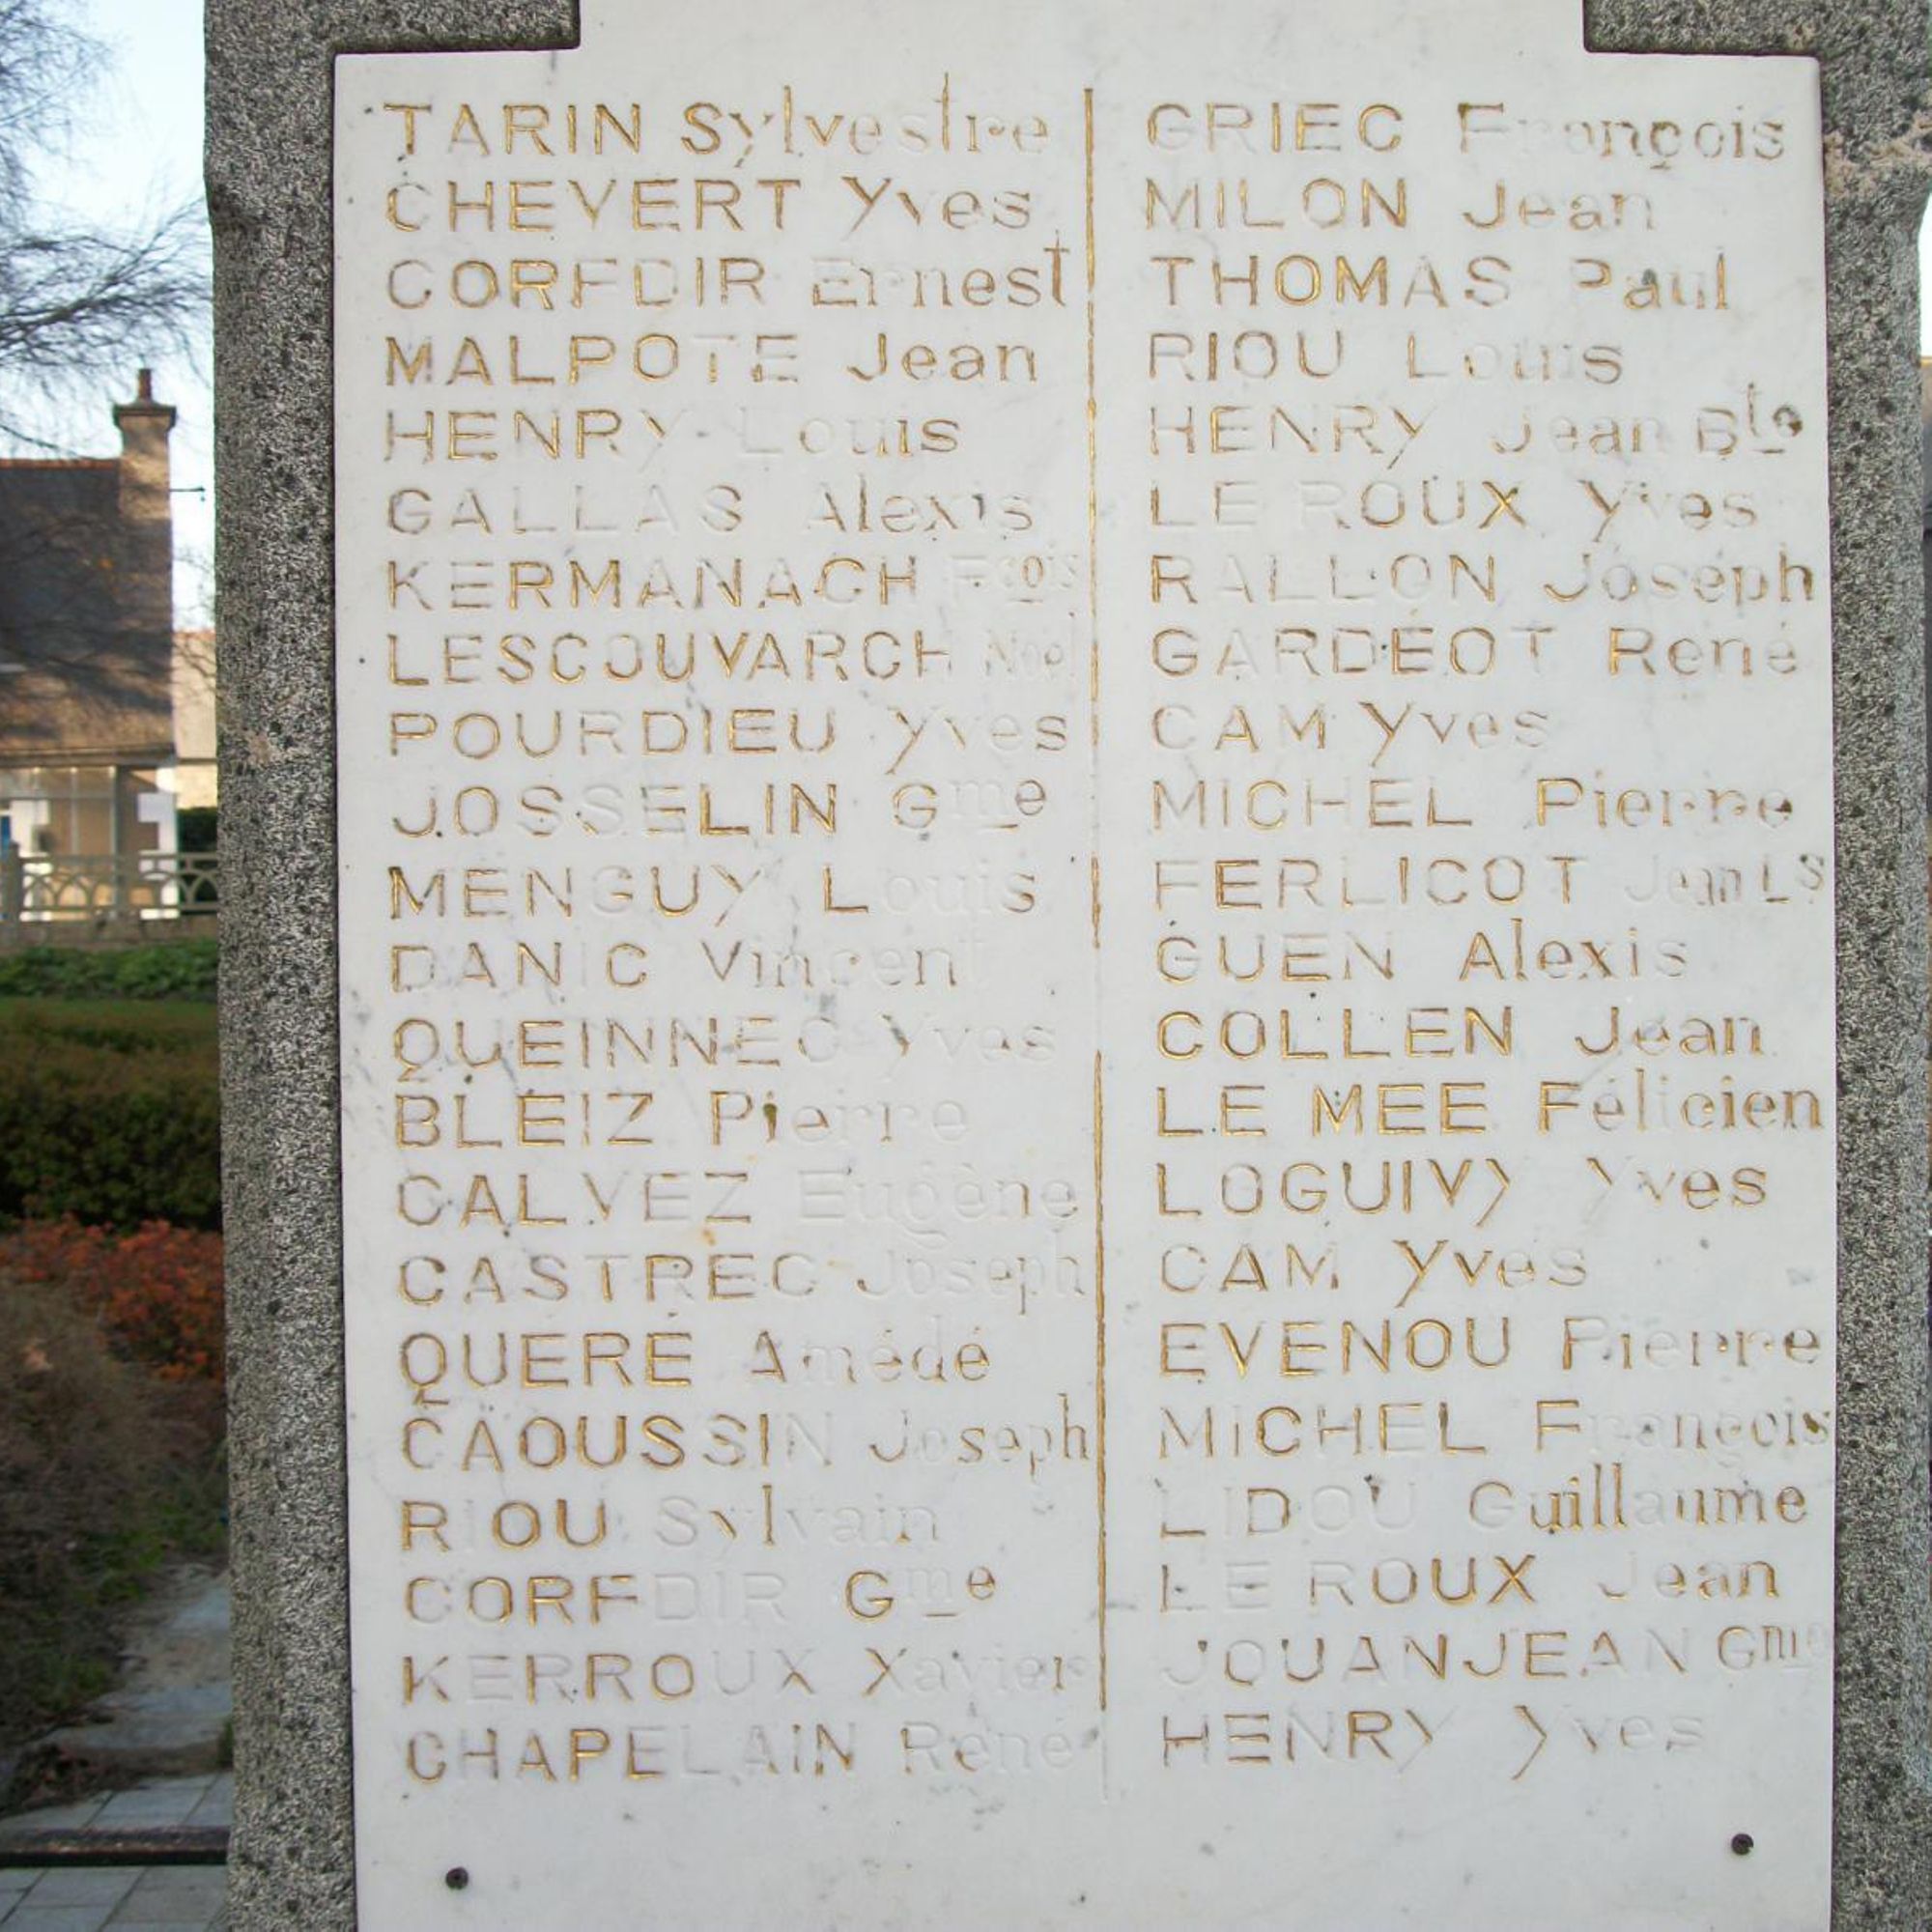 TARIN Sylvestre
CHEVERT Yves
CORFDIR Ernest
MALPOTE Jean
HENRY Louis
GALLAS Alexis
KERMANACH Fcois
LESCOUVARCH Noel
POURDIEU Yves
JOSSELIN Gme
MENGUY Louis
DANIC Vincent
QUEINNEC Yves
BLEIZ Pierre
CALVEZ Eugène
CASTREC Joseph
QUERÉ Amédé
CAOUSSIN Joseph
RIOU Sylvain
CORFDIR Gme
KERROUX Xavier
CHAPELAIN René
GRIEC François
MILON Jean
THOMAS Paul
RIOU Louis
HENRY Jean Bte
LE ROUX Yves
RALLON Joseph
GARDEOT René
CAM Yves
MICHEL Pierre
FERLICOT Jean Ls
GUEN Alexis
COLLEN Jean
LE MEE Félicien
LOGUIVY Yves
CAM Yves
EVENOU Pierre
MICHEL François
LIDOU Guillaume
LE ROUX Jean
JOUANJEAN Gme
HENRY Yves